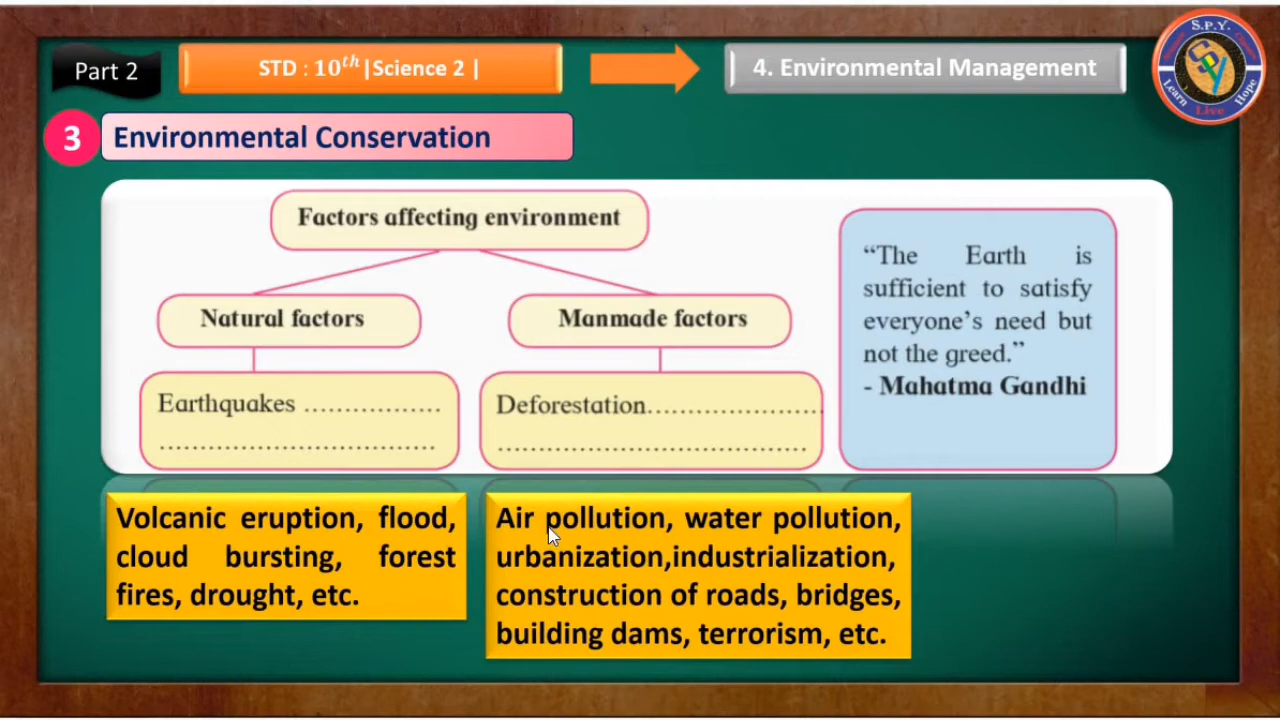 Part 2
STD : 10th |Science 2 |
4. Environmental Management
S.P.Y.
SPY
Learn
Live
Hope
3
Environmental Conservation
Factors affecting environment
Natural factors
Manmade factors
Earthquakes .................
..................................
Deforestation......................
.....................................
“The Earth is
sufficient to satisfy
everyone’s need but
not the greed.”
- Mahatma Gandhi
Volcanic eruption, flood,
cloud bursting, forest
fires, drought, etc.
Air pollution, water pollution,
urbanization,industrialization,
construction of roads, bridges,
building dams, terrorism, etc.